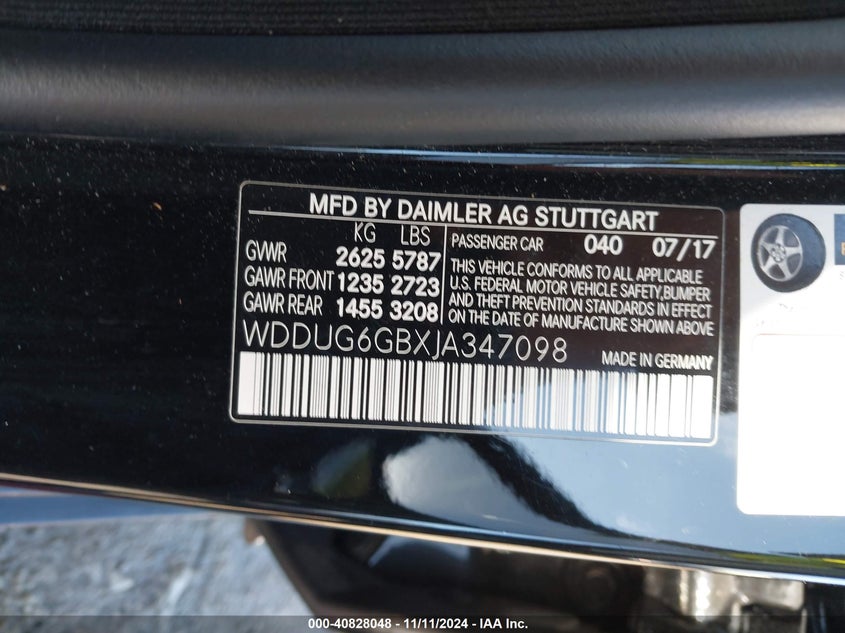 MFD BY DAIMLER AG STUTTGART
KG LBS
GVWR 2625 5787
GAWR FRONT 1235 2723
GAWR REAR 1455 3208
PASSENGER CAR 040 07/17
THIS VEHICLE CONFORMS TO ALL APPLICABLE
U.S. FEDERAL MOTOR VEHICLE SAFETY,BUMPER
AND THEFT PREVENTION STANDARDS IN EFFECT
ON THE DATE OF MANUFACTURE SHOWN ABOVE
WDDUG6GBXJA347098
MADE IN GERMANY
000-40828048 - 11/11/2024 - IAA Inc.